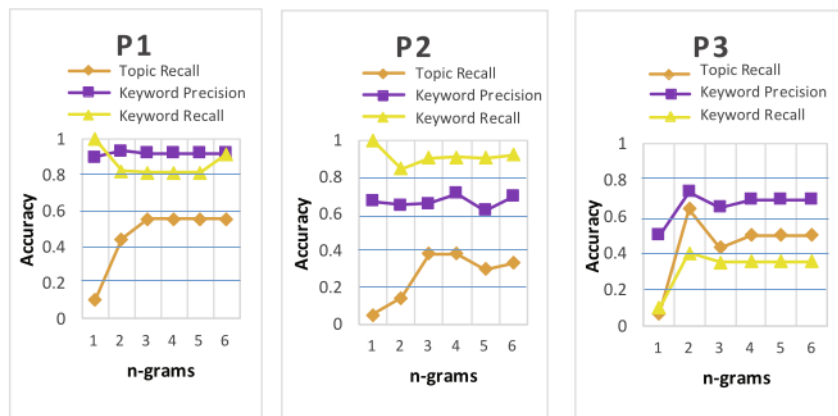 P1
Topic Recall
Keyword Precision
Keyword Recall
1
0.8
0.6
0.4
0.2
0
Accuracy
1 2 3 4 5 6
n-grams
P2
Topic Recall
Keyword Precision
Keyword Recall
1
0.8
0.6
0.4
0.2
0
Accuracy
1 2 3 4 5 6
n-grams
P3
Topic Recall
Keyword Precision
Keyword Recall
1
0.8
0.6
0.4
0.2
0
Accuracy
1 2 3 4 5 6
n-grams